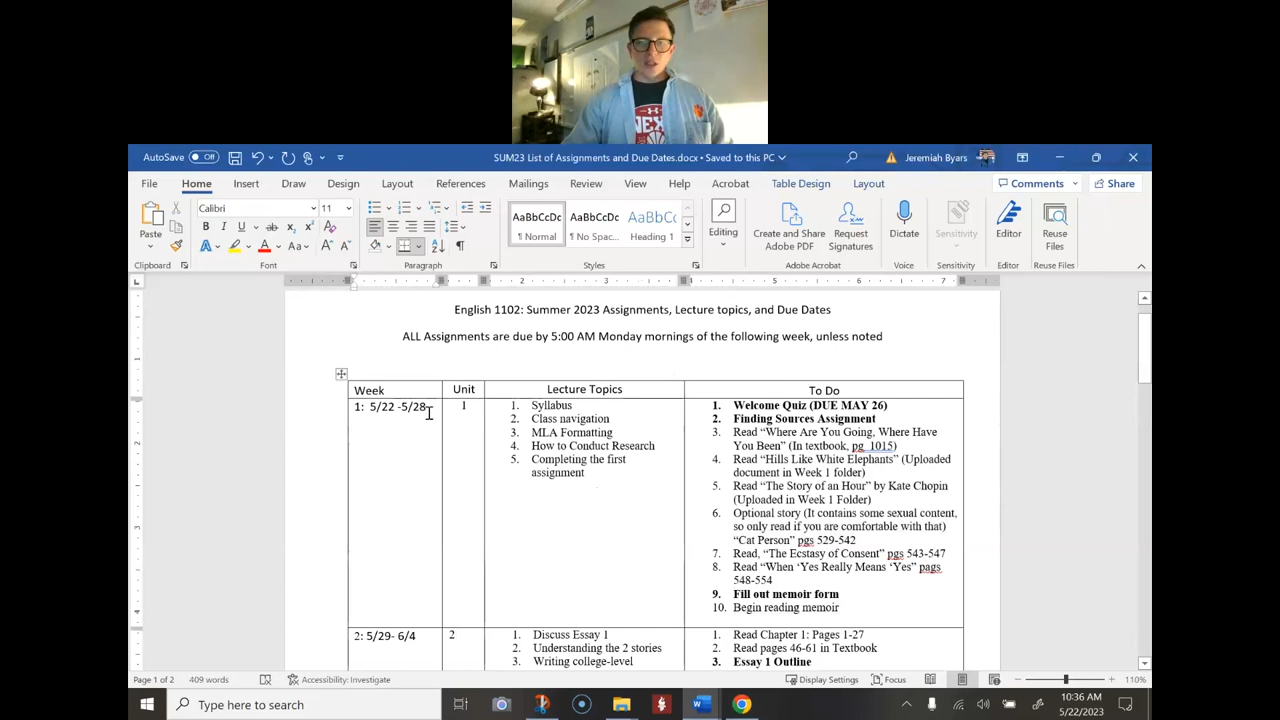 NEX
AutoSave Off SUM23 List of Assignments and Due Dates.docx • Saved to this PC Jeremiah Byars
File Home Insert Draw Design Layout References Mailings Review View Help Acrobat Table Design Layout Comments Share
Paste
Calibri 11
B I U ab x₂ x² A
A A Aa A A
AaBbCcDc AaBbCcDc AaBbCc
¶ Normal ¶ No Spac... Heading 1
Editing
Create and Share Adobe PDF
Request Signatures
Dictate
Sensitivity
Editor
Reuse Files
Clipboard Font Paragraph Styles Adobe Acrobat Voice Sensitivity Editor Reuse Files
2 5 6 7
English 1102: Summer 2023 Assignments, Lecture topics, and Due Dates
ALL Assignments are due by 5:00 AM Monday mornings of the following week, unless noted
Week Unit Lecture Topics To Do
1: 5/22 -5/28 1
1. Syllabus
2. Class navigation
3. MLA Formatting
4. How to Conduct Research
5. Completing the first
assignment
1. Welcome Quiz (DUE MAY 26)
2. Finding Sources Assignment
3. Read “Where Are You Going, Where Have
You Been” (In textbook, pg 1015)
4. Read “Hills Like White Elephants” (Uploaded
document in Week 1 folder)
5. Read “The Story of an Hour” by Kate Chopin
(Uploaded in Week 1 Folder)
6. Optional story (It contains some sexual content,
so only read if you are comfortable with that)
“Cat Person” pgs 529-542
7. Read, “The Ecstasy of Consent” pgs 543-547
8. Read “When ‘Yes Really Means ‘Yes” pags
548-554
9. Fill out memoir form
10. Begin reading memoir
2: 5/29- 6/4 2
1. Discuss Essay 1
2. Understanding the 2 stories
3. Writing college-level
1. Read Chapter 1: Pages 1-27
2. Read pages 46-61 in Textbook
3. Essay 1 Outline
Page 1 of 2 409 words Accessibility: Investigate Display Settings Focus 110%
Type here to search
10:36 AM
5/22/2023